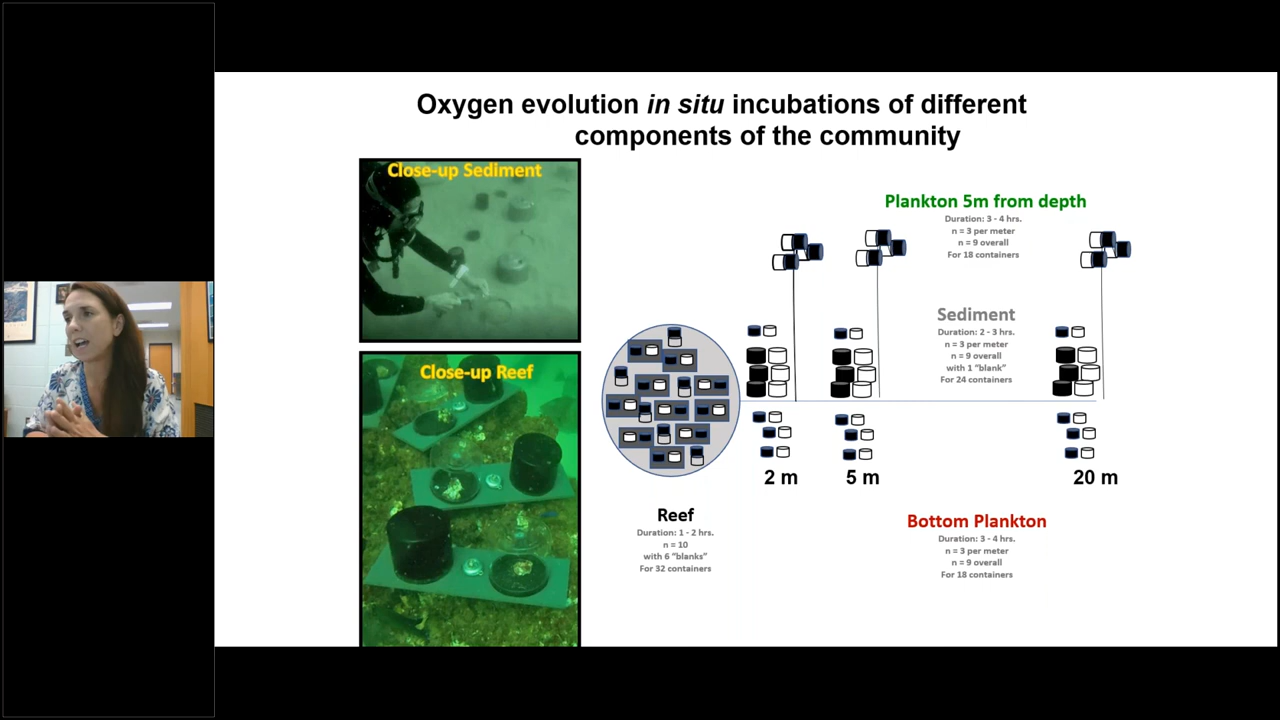 Oxygen evolution in situ incubations of different
components of the community
Close-up Sediment
Close-up Reef
Plankton 5m from depth
Duration: 3 - 4 hrs.
n = 3 per meter
n = 9 overall
For 18 containers
Sediment
Duration: 2 - 3 hrs.
n = 3 per meter
n = 9 overall
with 1 "blank"
For 24 containers
2 m
5 m
20 m
Reef
Duration: 1 - 2 hrs.
n = 10
with 6 "blanks"
For 32 containers
Bottom Plankton
Duration: 3 - 4 hrs.
n = 3 per meter
n = 9 overall
For 18 containers